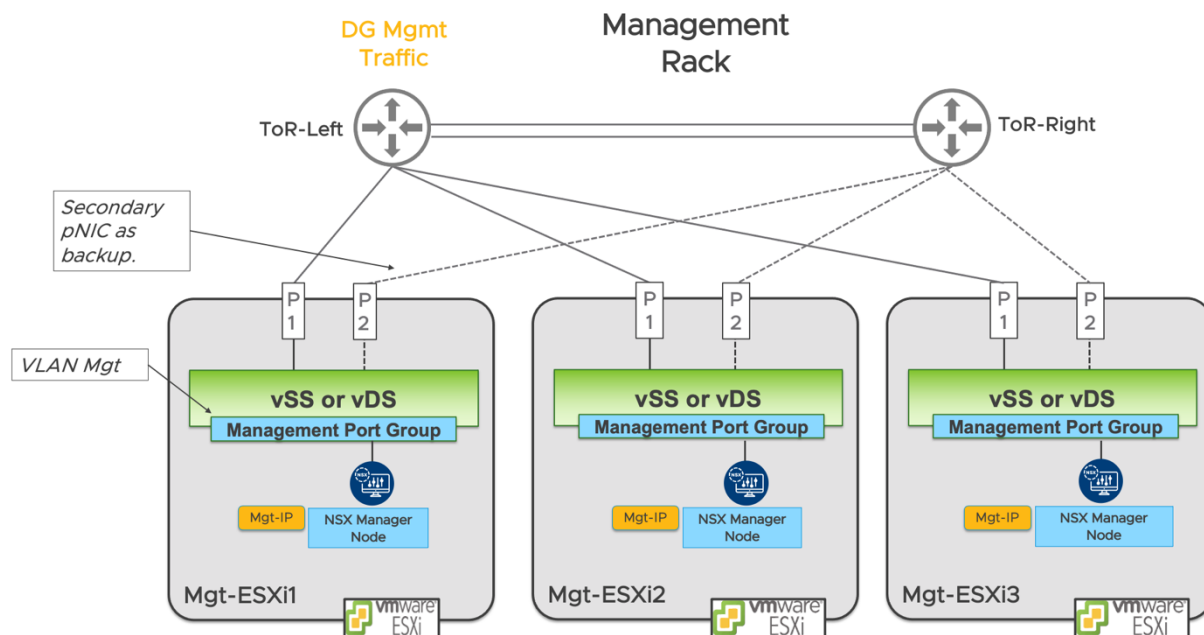 DG Mgmt
Traffic
Management
Rack
ToR-Left
ToR-Right
Secondary
pNIC as
backup.
P
1
P
2
P
1
P
2
P
1
P
2
VLAN Mgt
vSS or vDS
Management Port Group
vSS or vDS
Management Port Group
vSS or vDS
Management Port Group
NSX
Mgt-IP
NSX Manager
Node
NSX
Mgt-IP
NSX Manager
Node
NSX
Mgt-IP
NSX Manager
Node
Mgt-ESXi1
vmware
ESXi
Mgt-ESXi2
vmware
ESXi
Mgt-ESXi3
vmware
ESXi